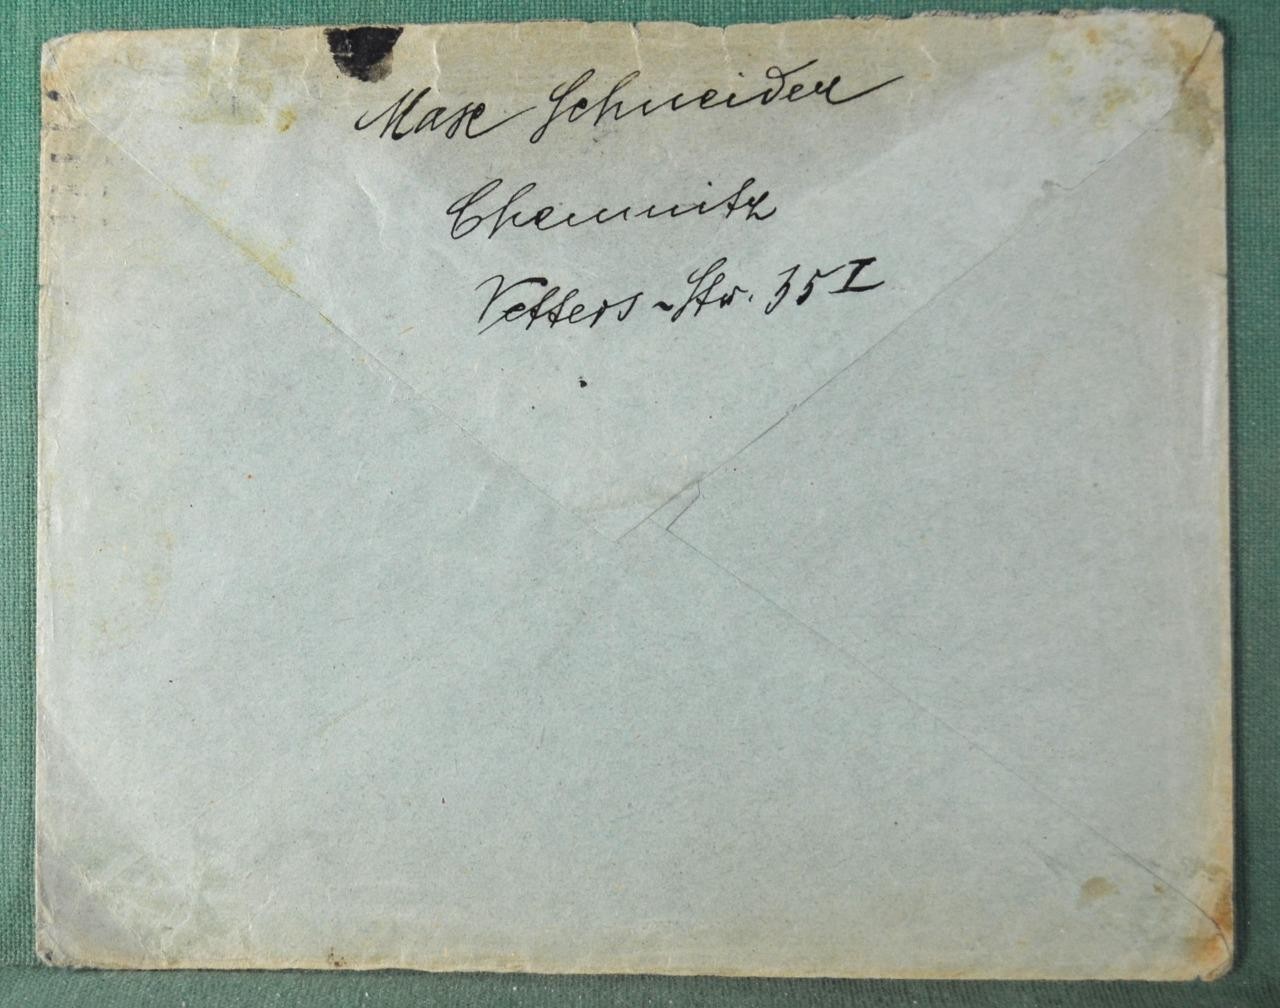 Max Schneider
Chemnitz
Vetters-Str. 35 I